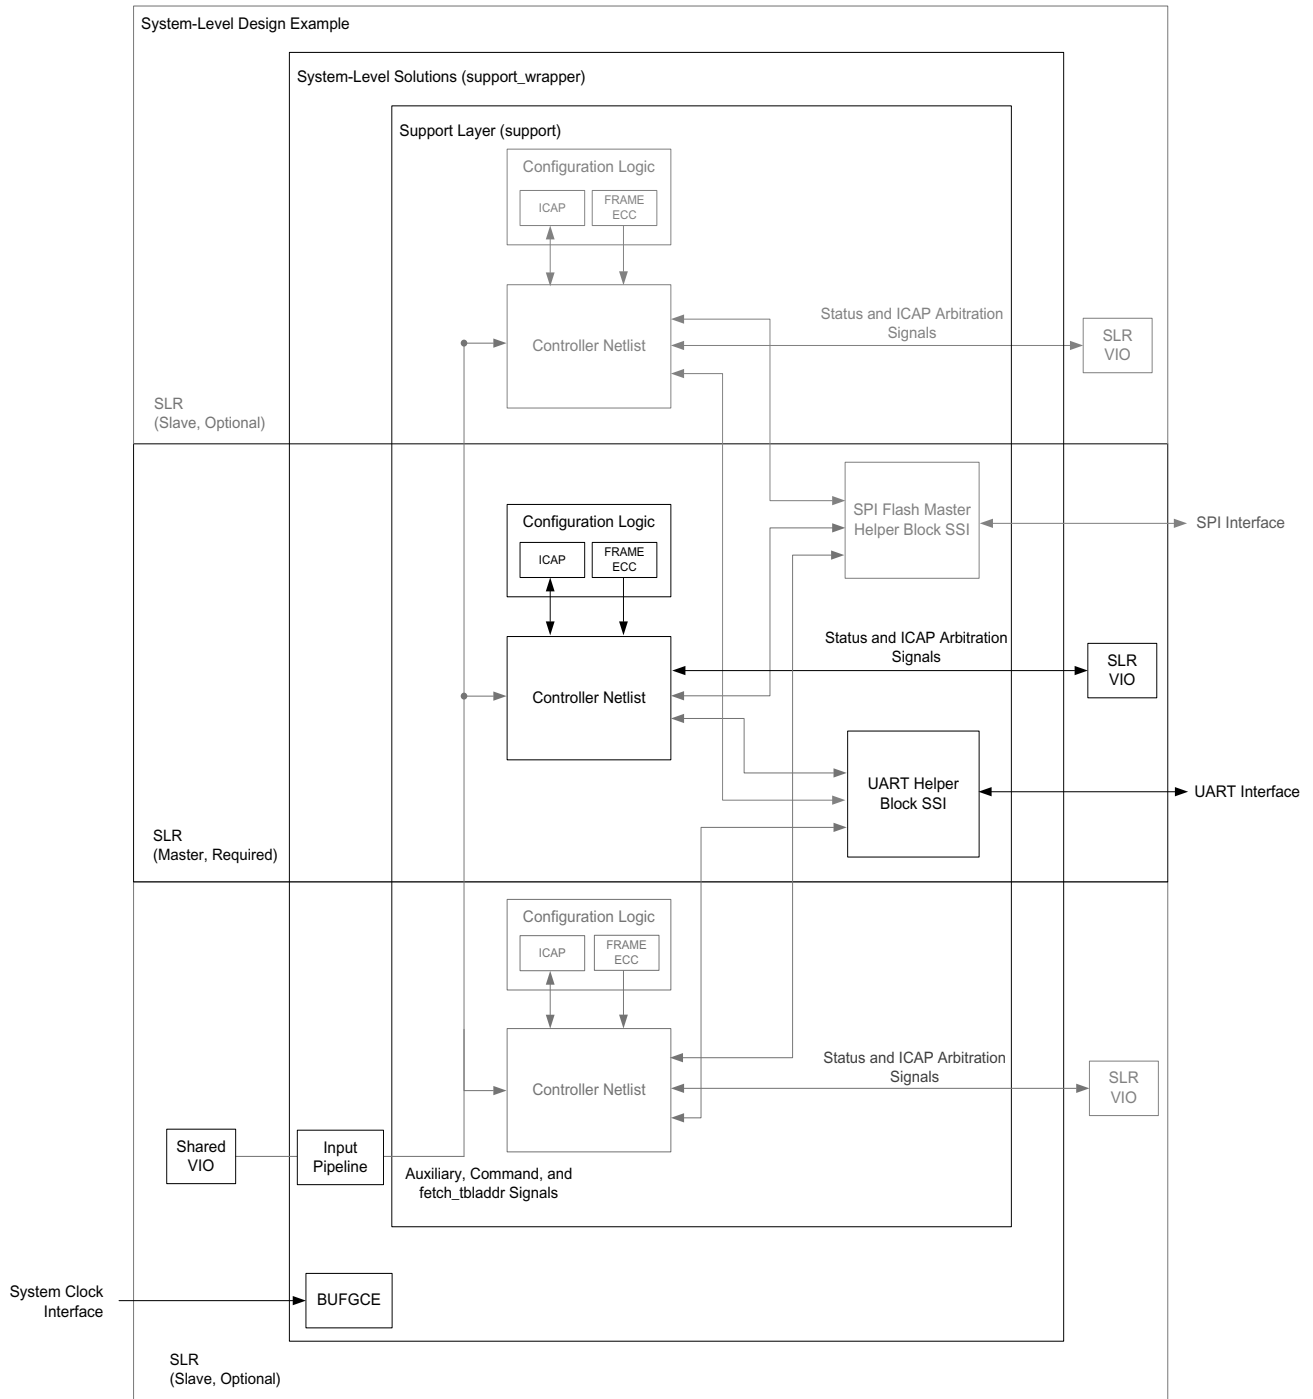 System-Level Design Example
System-Level Solutions (support_wrapper)
Support Layer (support)
Configuration Logic
ICAP
FRAME
ECC
Controller Netlist
Status and ICAP Arbitration
Signals
SLR
VIO
SLR
(Slave, Optional)
Configuration Logic
ICAP
FRAME
ECC
SPI Flash Master
Helper Block SSI
SPI Interface
Controller Netlist
Status and ICAP Arbitration
Signals
SLR
VIO
UART Helper
Block SSI
UART Interface
SLR
(Master, Required)
Configuration Logic
ICAP
FRAME
ECC
Controller Netlist
Status and ICAP Arbitration
Signals
SLR
VIO
Shared
VIO
Input
Pipeline
Auxiliary, Command, and
fetch_tbladdr Signals
System Clock
Interface
BUFGCE
SLR
(Slave, Optional)